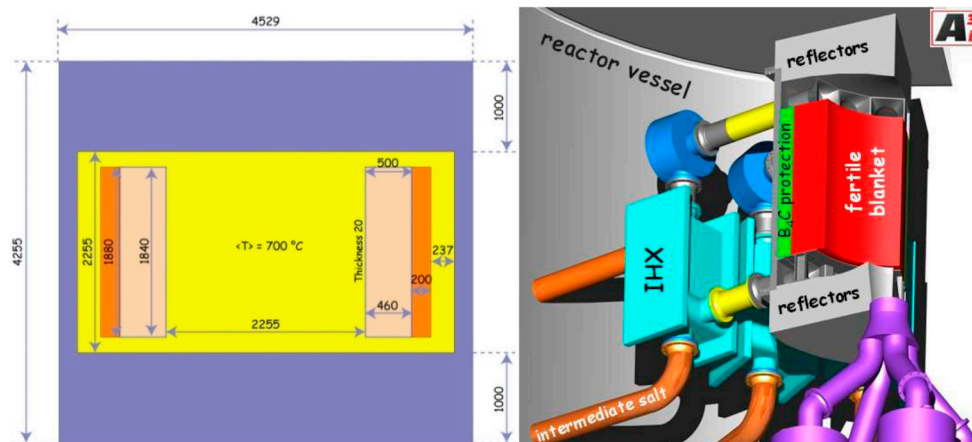 4529
1000
500
4255
2255
1880
1840
<T> = 700 °C
Thickness 20
237
200
460
2255
1000
reactor vessel
reflectors
B4C protection
fertile
blanket
IHX
reflectors
intermediate salt